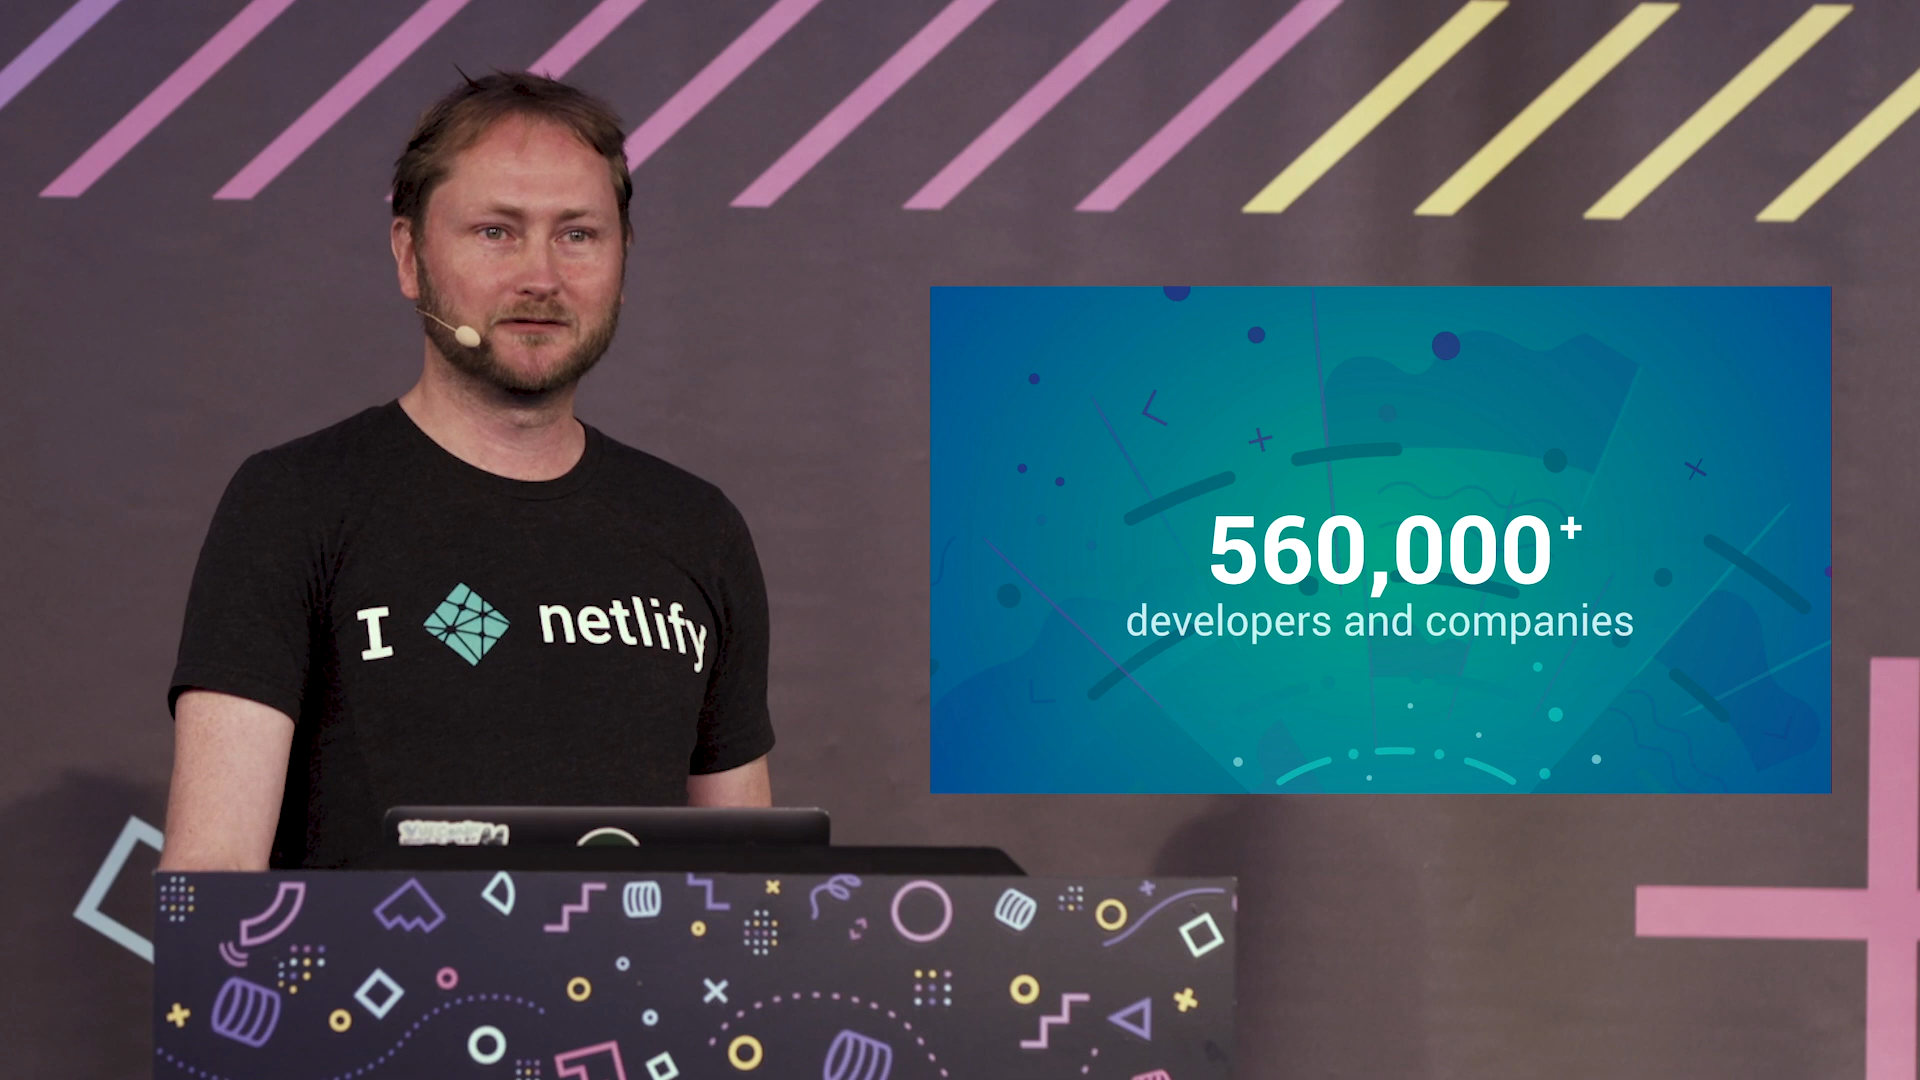 I netlify
560,000+
developers and companies